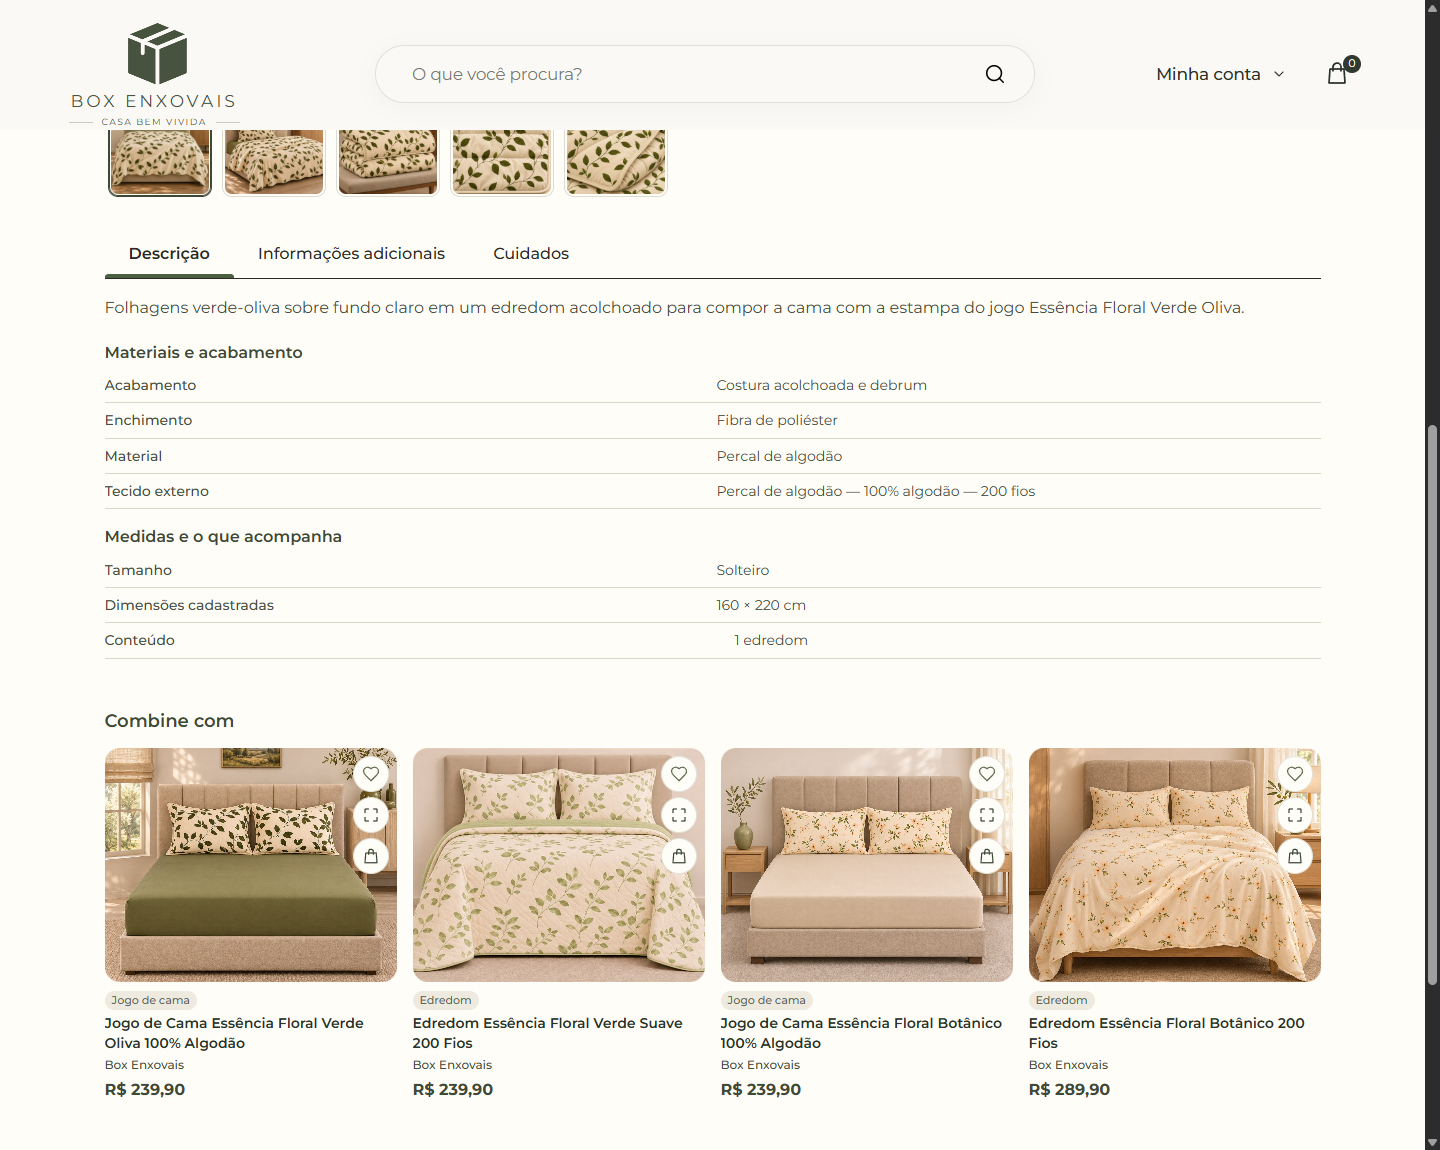 BOX ENXOVAIS
CASA BEM VIVIDA
O que você procura?
Minha conta
0
Descrição
Informações adicionais
Cuidados
Folhagens verde-oliva sobre fundo claro em um edredom acolchoado para compor a cama com a estampa do jogo Essência Floral Verde Oliva.
Materiais e acabamento
Acabamento
Costura acolchoada e debrum
Enchimento
Fibra de poliéster
Material
Percal de algodão
Tecido externo
Percal de algodão — 100% algodão — 200 fios
Medidas e o que acompanha
Tamanho
Solteiro
Dimensões cadastradas
160 × 220 cm
Conteúdo
1 edredom
Combine com
Jogo de cama
Jogo de Cama Essência Floral Verde
Oliva 100% Algodão
Box Enxovais
R$ 239,90
Edredom
Edredom Essência Floral Verde Suave
200 Fios
Box Enxovais
R$ 239,90
Jogo de cama
Jogo de Cama Essência Floral Botânico
100% Algodão
Box Enxovais
R$ 239,90
Edredom
Edredom Essência Floral Botânico 200
Fios
Box Enxovais
R$ 289,90